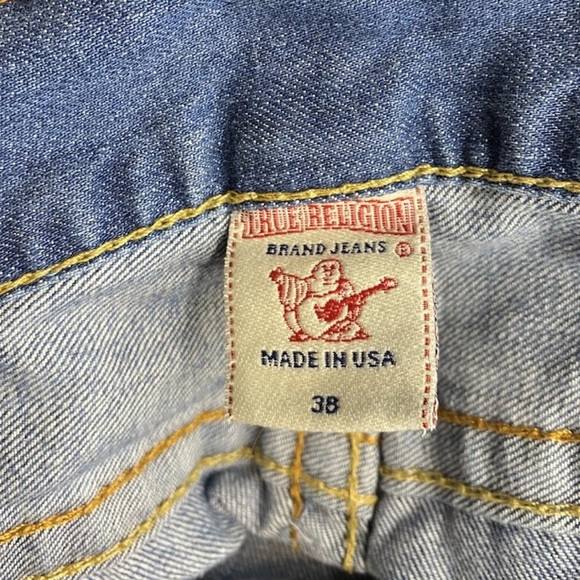 TRUE RELIGION
BRAND JEANS ®
MADE IN USA
38